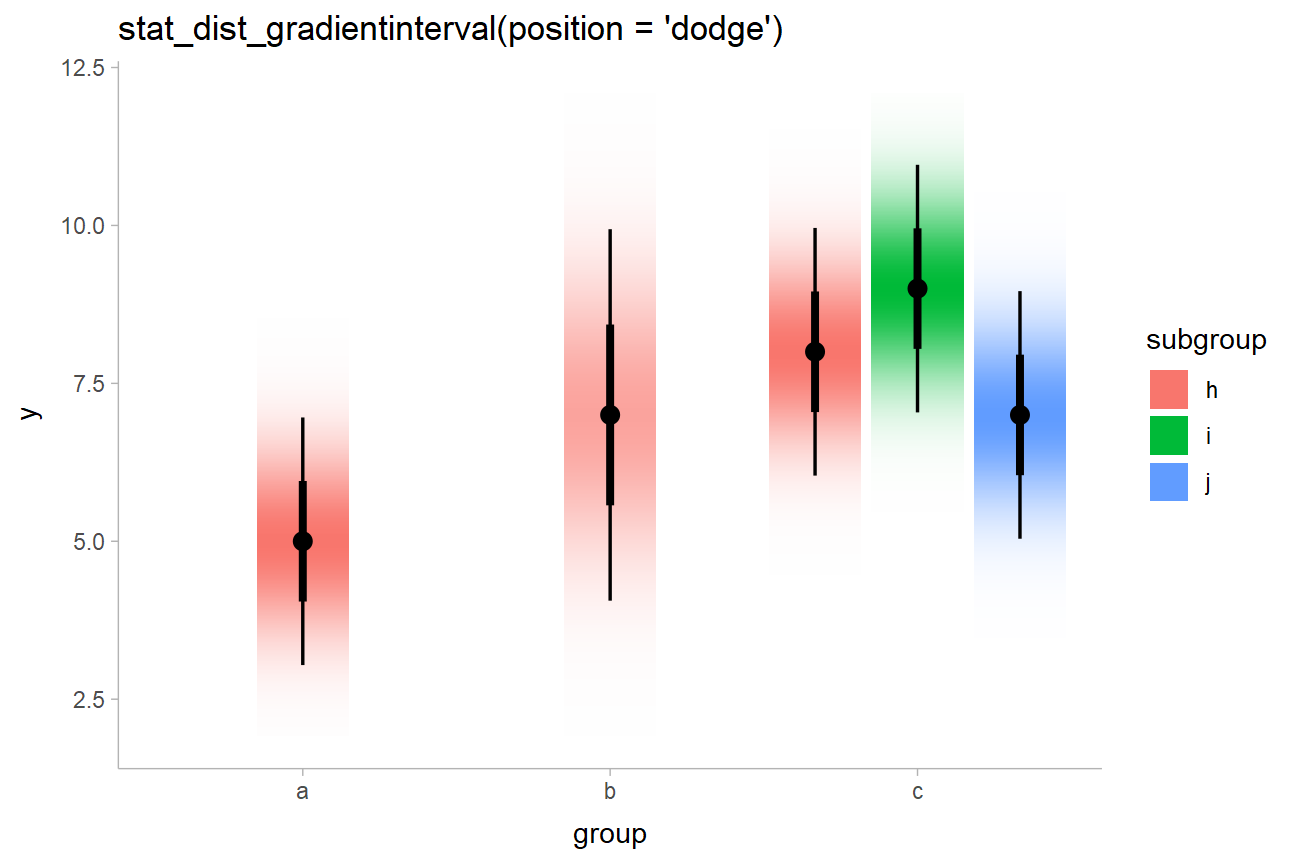 stat_dist_gradientinterval(position = 'dodge')
12.5
10.0
7.5
5.0
2.5
y
a b c
group
subgroup
h
i
j